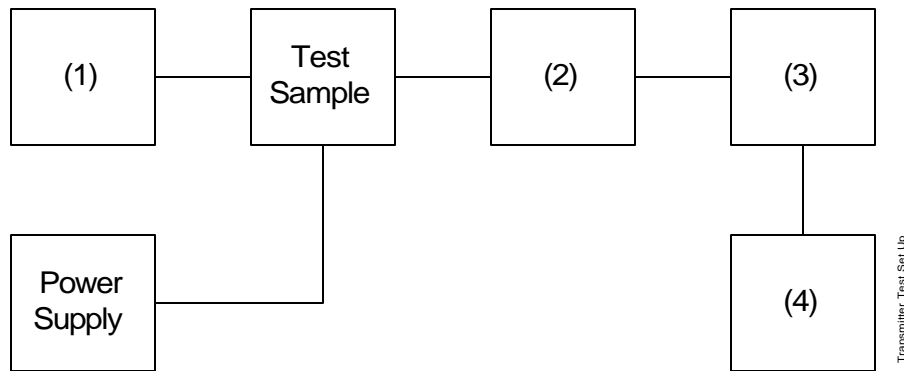 (1)
Test
Sample
(2)
(3)
Power
Supply
(4)
Transmitter Test Set Up